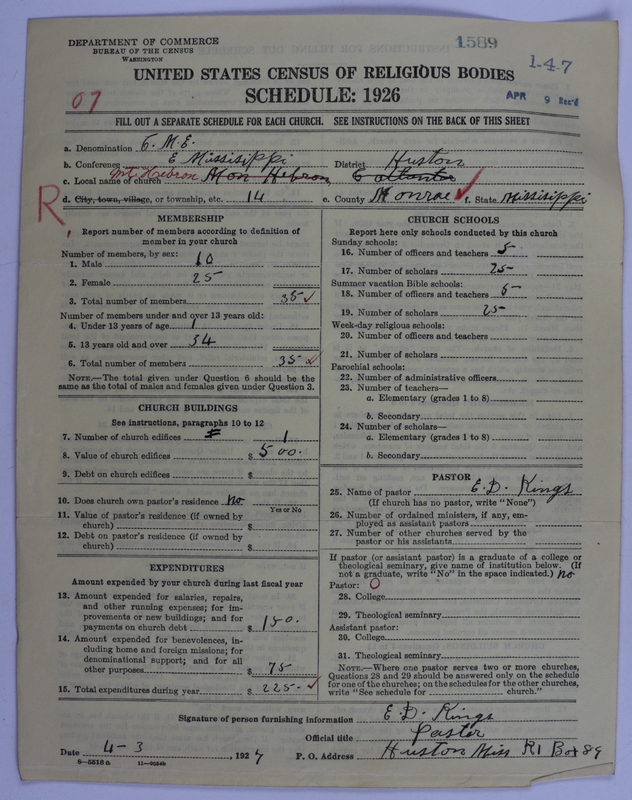 DEPARTMENT OF COMMERCE
BUREAU OF THE CENSUS
WASHINGTON
1589
1-47
UNITED STATES CENSUS OF RELIGIOUS BODIES
SCHEDULE: 1926
07
APR 9 Rec'd
FILL OUT A SEPARATE SCHEDULE FOR EACH CHURCH. SEE INSTRUCTIONS ON THE BACK OF THIS SHEET
a. Denomination C. M. E.
b. Conference E Missisippi District Huston
c. Local name of church Mt Hebron Mon Hebron
d. City, town, village, or township, etc. 14 e. County Monroe f. State Missisippi
R
MEMBERSHIP
Report number of members according to definition of
member in your church
Number of members, by sex:
1. Male 10
2. Female 25
3. Total number of members 35
Number of members under and over 13 years old:
4. Under 13 years of age 1
5. 13 years old and over 34
6. Total number of members 35
NOTE.—The total given under Question 6 should be the
same as the total of males and females given under Question 3.
CHURCH BUILDINGS
See instructions, paragraphs 10 to 12
7. Number of church edifices 1
8. Value of church edifices $ 500.
9. Debt on church edifices $
10. Does church own pastor's residence No
Yes or No
11. Value of pastor's residence (if owned by
church) $
12. Debt on pastor's residence (if owned by
church) $
EXPENDITURES
Amount expended by your church during last fiscal year
13. Amount expended for salaries, repairs,
and other running expenses; for im-
provements or new buildings; and for
payments on church debt $ 150.
14. Amount expended for benevolences, in-
cluding home and foreign missions; for
denominational support; and for all
other purposes $ 75
15. Total expenditures during year $ 225.
CHURCH SCHOOLS
Report here only schools conducted by this church
Sunday schools:
16. Number of officers and teachers 5
17. Number of scholars 25
Summer vacation Bible schools:
18. Number of officers and teachers 5
19. Number of scholars 25
Week-day religious schools:
20. Number of officers and teachers
21. Number of scholars
Parochial schools:
22. Number of administrative officers
23. Number of teachers—
a. Elementary (grades 1 to 8)
b. Secondary
24. Number of scholars—
a. Elementary (grades 1 to 8)
b. Secondary
PASTOR
25. Name of pastor E. D. Kings
(If church has no pastor, write "None")
26. Number of ordained ministers, if any, em-
ployed as assistant pastors
27. Number of other churches served by the
pastor or his assistants
If pastor (or assistant pastor) is a graduate of a college or
theological seminary, give name of institution below. (If
not a graduate, write "No" in the space indicated.) No
Pastor: O
28. College
29. Theological seminary
Assistant pastor:
30. College
31. Theological seminary
NOTE.—Where one pastor serves two or more churches,
Questions 28 and 29 should be answered only on the schedule
for one of the churches; on the schedules for the other churches,
write "See schedule for church."
Signature of person furnishing information E. D. Kings
Official title Pastor
Date 4-3, 1927 P. O. Address Huston Miss R1 Box 89
8-5518a 11-9054b